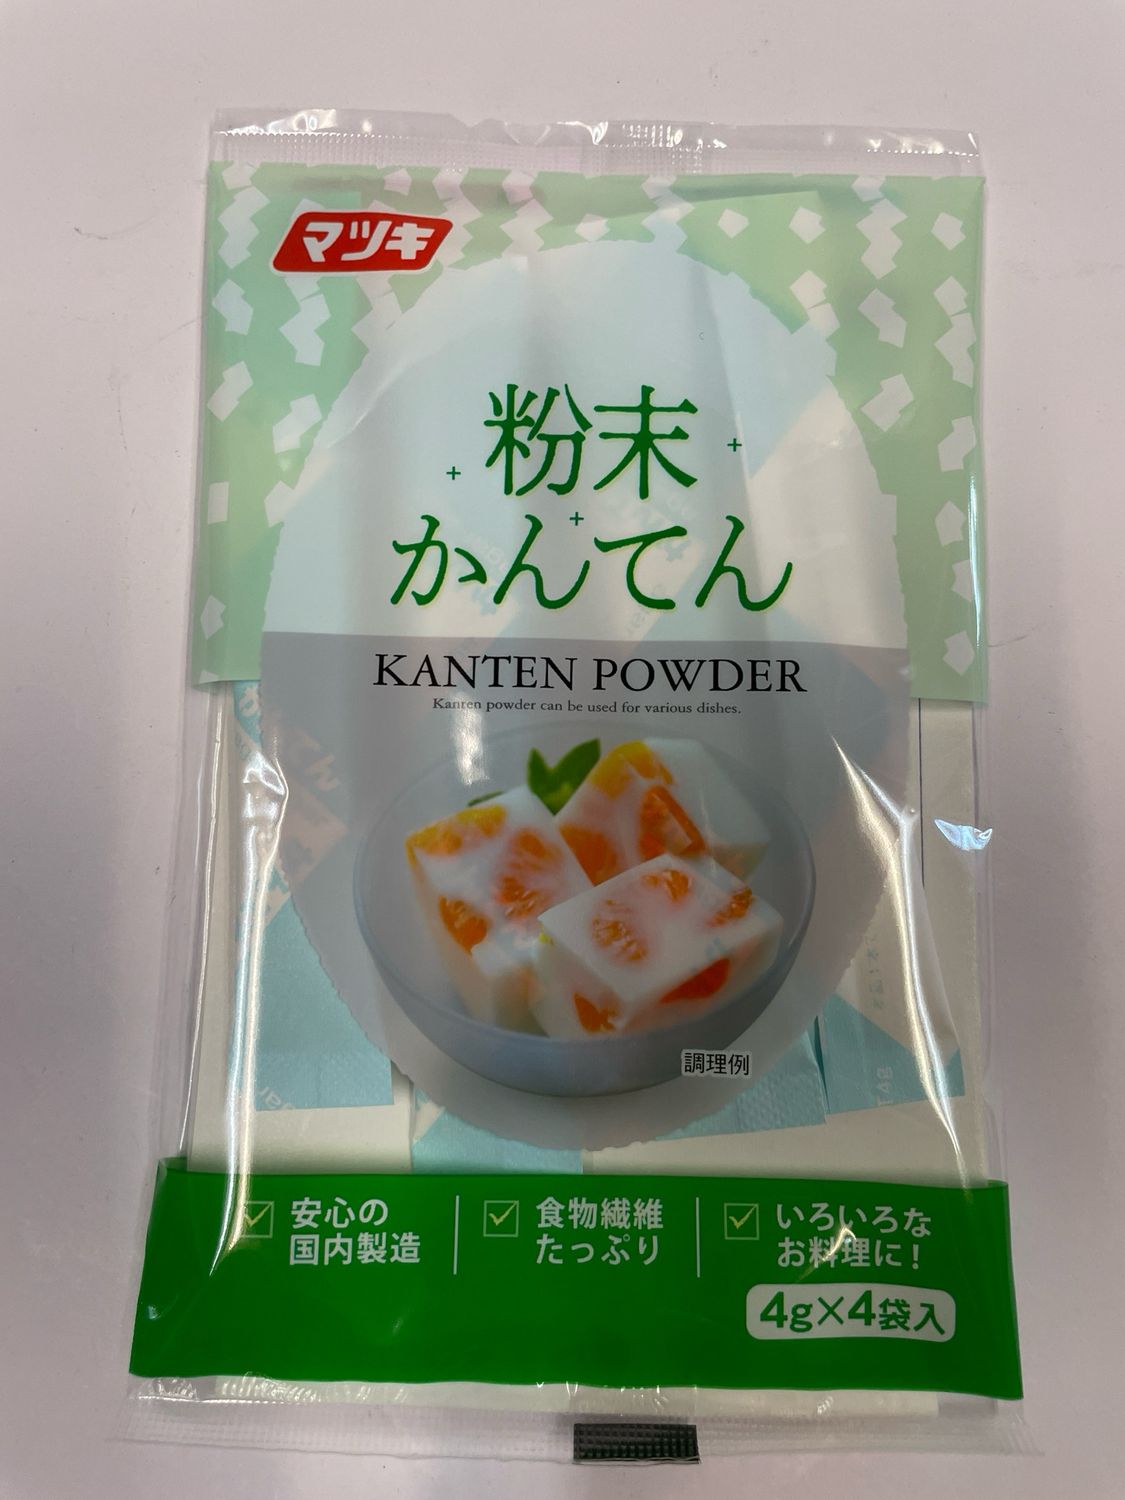 マツキ
粉末
かんてん
KANTEN POWDER
Kanten powder can be used for various dishes.
調理例
安心の
国内製造
食物繊維
たっぷり
いろいろな
お料理に!
4g×4袋入